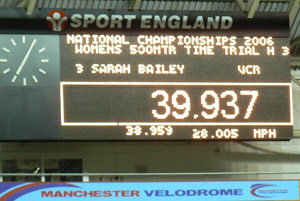 SPORT ENGLAND
NATIONAL CHAMPIONSHIPS 2006
WOMENS 500MTR TIME TRIAL H 3
3 SARAH BAILEY VCR
39.937
38.959 28.005 MPH
MANCHESTER VELODROME